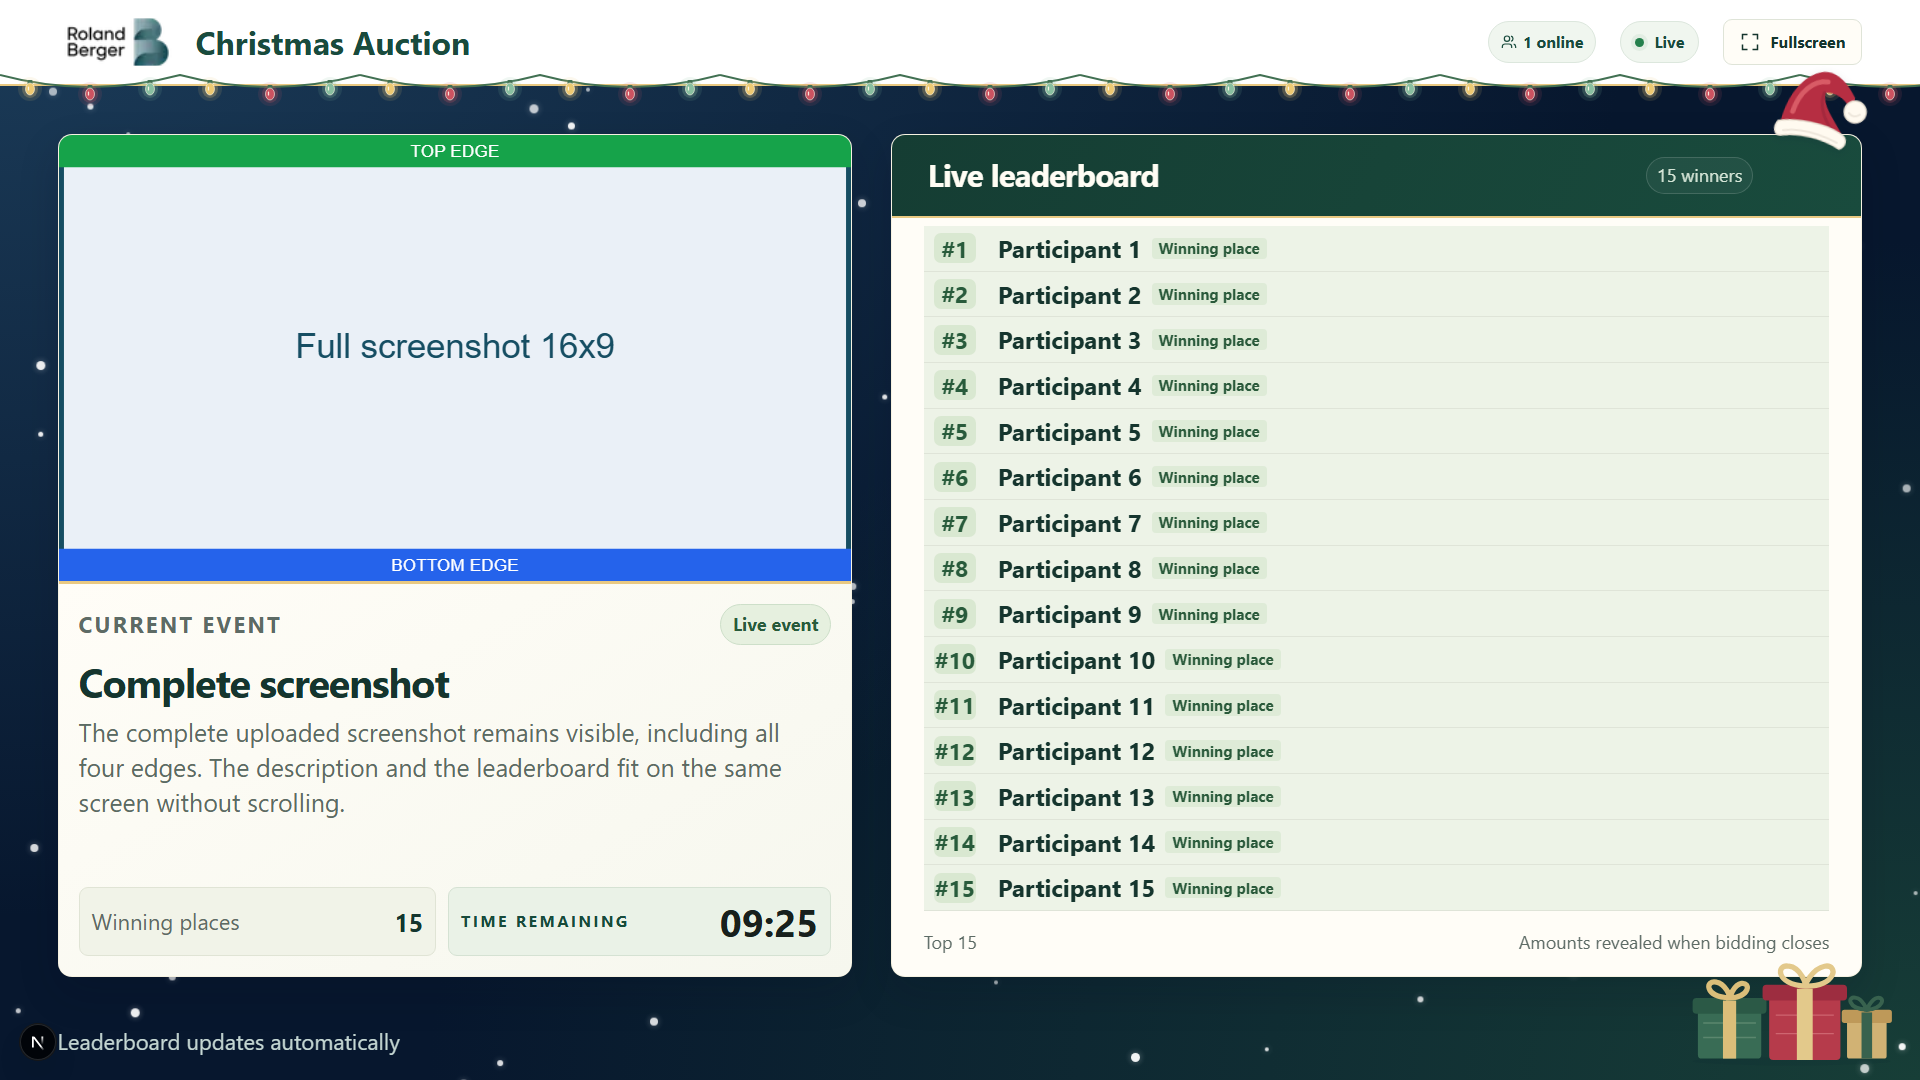 Roland
Berger
Christmas Auction
1 online
Live
Fullscreen
TOP EDGE
Full screenshot 16x9
BOTTOM EDGE
CURRENT EVENT
Live event
Complete screenshot
The complete uploaded screenshot remains visible, including all
four edges. The description and the leaderboard fit on the same
screen without scrolling.
Winning places 15
TIME REMAINING 09:25
Live leaderboard
15 winners
#1 Participant 1 Winning place
#2 Participant 2 Winning place
#3 Participant 3 Winning place
#4 Participant 4 Winning place
#5 Participant 5 Winning place
#6 Participant 6 Winning place
#7 Participant 7 Winning place
#8 Participant 8 Winning place
#9 Participant 9 Winning place
#10 Participant 10 Winning place
#11 Participant 11 Winning place
#12 Participant 12 Winning place
#13 Participant 13 Winning place
#14 Participant 14 Winning place
#15 Participant 15 Winning place
Top 15
Amounts revealed when bidding closes
N
Leaderboard updates automatically